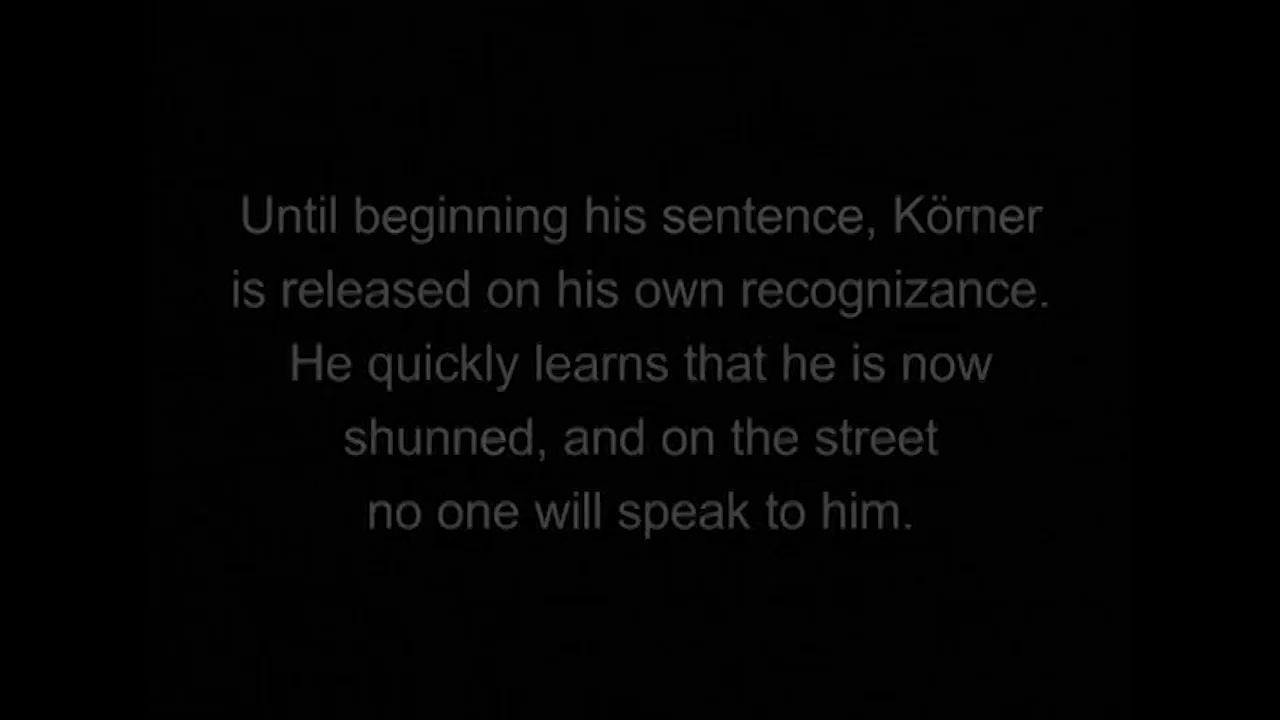 Until beginning his sentence, Körner
is released on his own recognizance.
He quickly learns that he is now
shunned, and on the street
no one will speak to him.